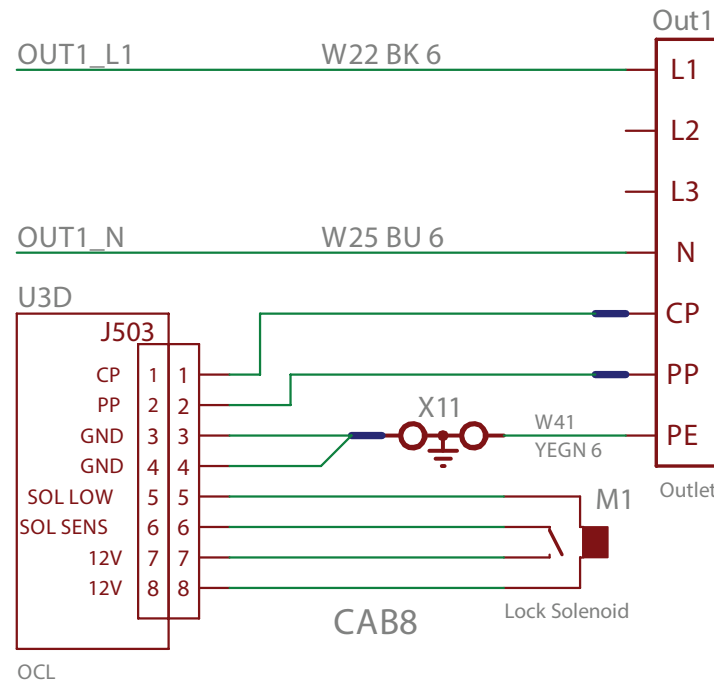 Out1
OUT1_L1 W22 BK 6 L1
L2
L3
OUT1_N W25 BU 6 N
U3D
CP
J503
CP 1 1 PP
PP 2 2
X11
GND 3 3 W41 YEGN 6 PE
GND 4 4
SOL LOW 5 5 M1 Outlet
SOL SENS 6 6
12V 7 7
12V 8 8
Lock Solenoid
CAB8
OCL